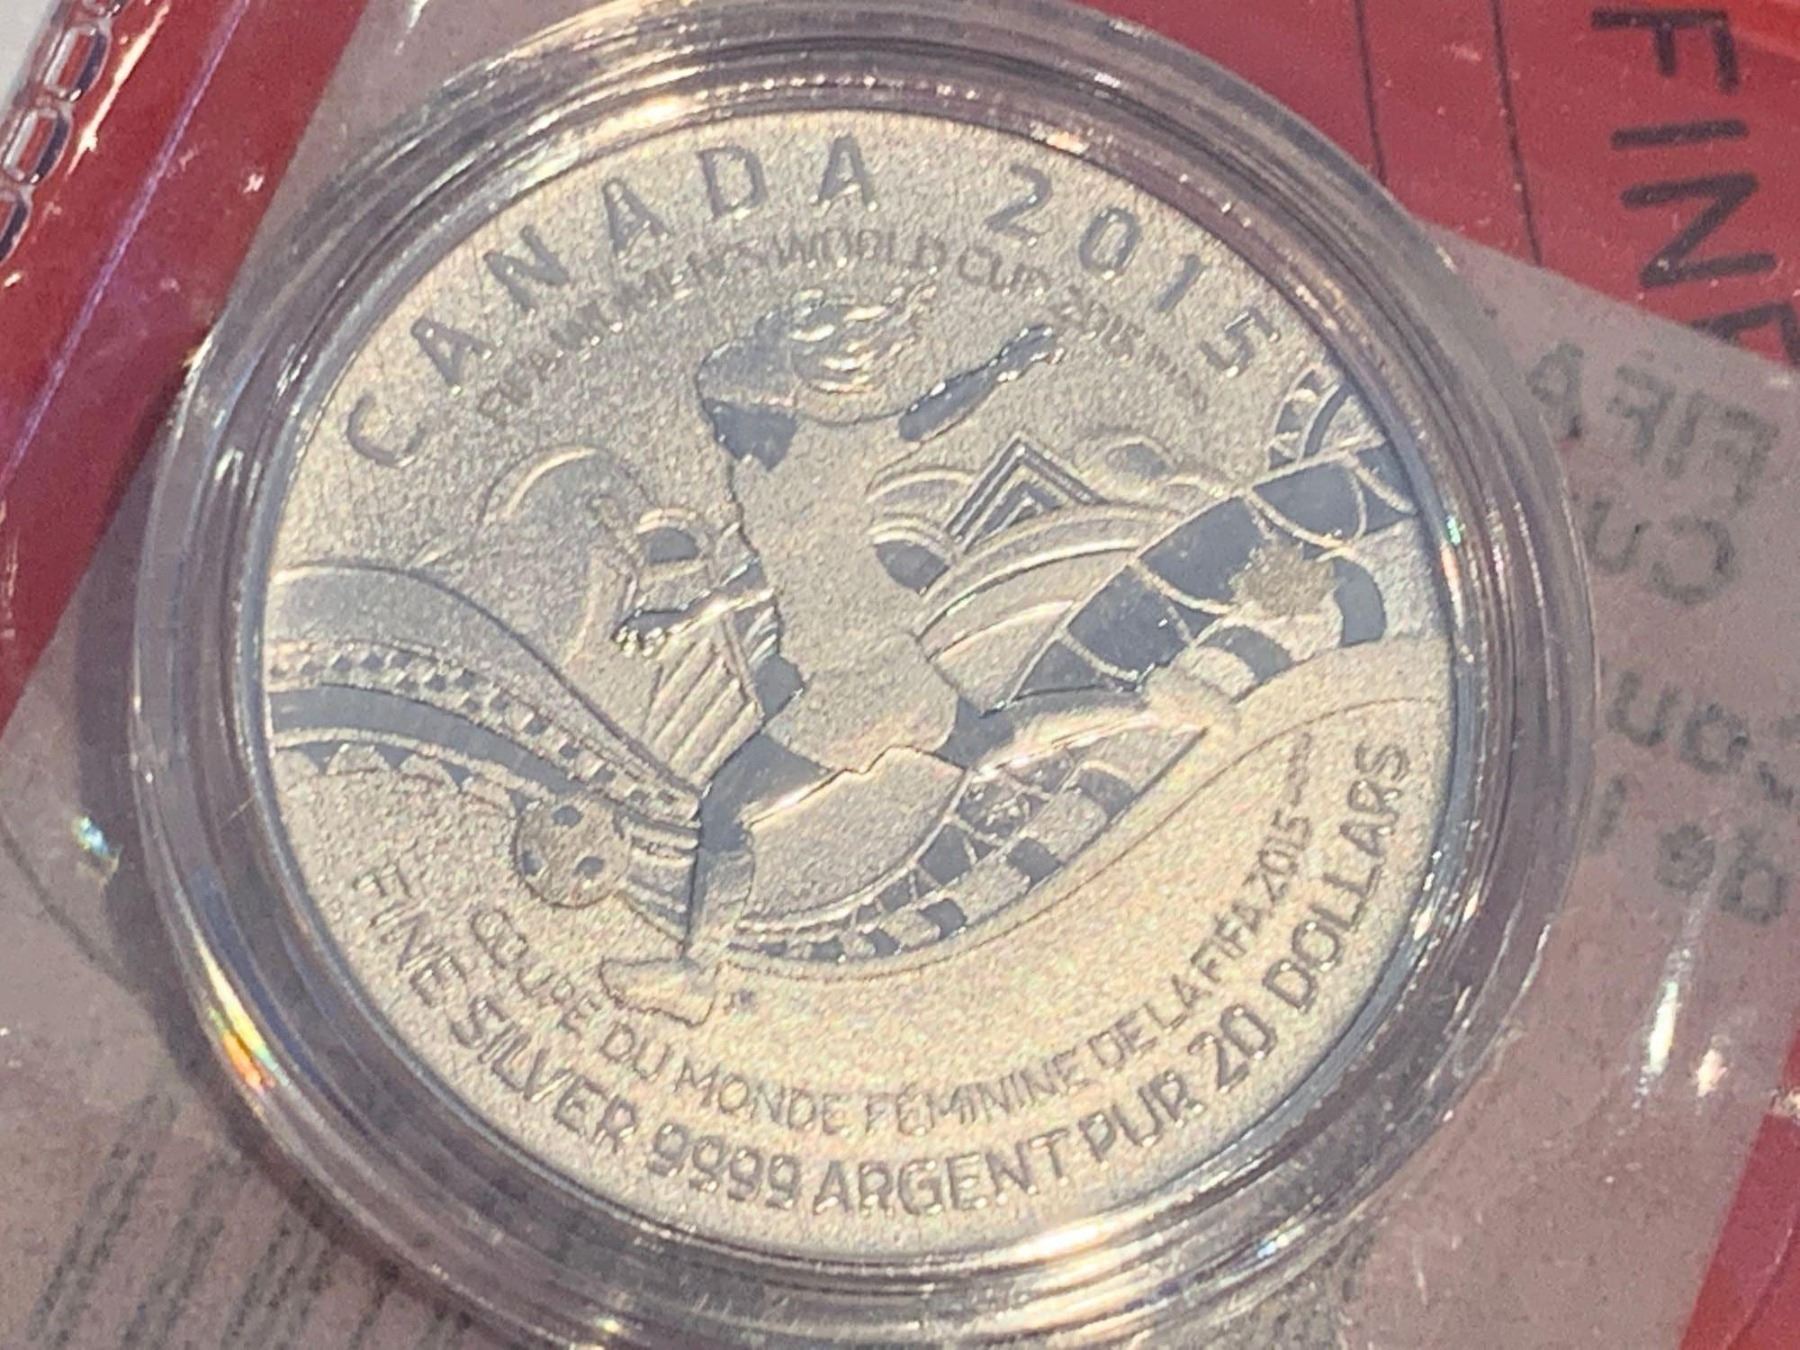 CANADA 2015
FIFA WOMEN'S WORLD CUP 2015
COUPE DU MONDE FÉMININE DE LA FIFA 2015
FINE SILVER 9999 ARGENT PUR 20 DOLLARS
FINE
FIFA